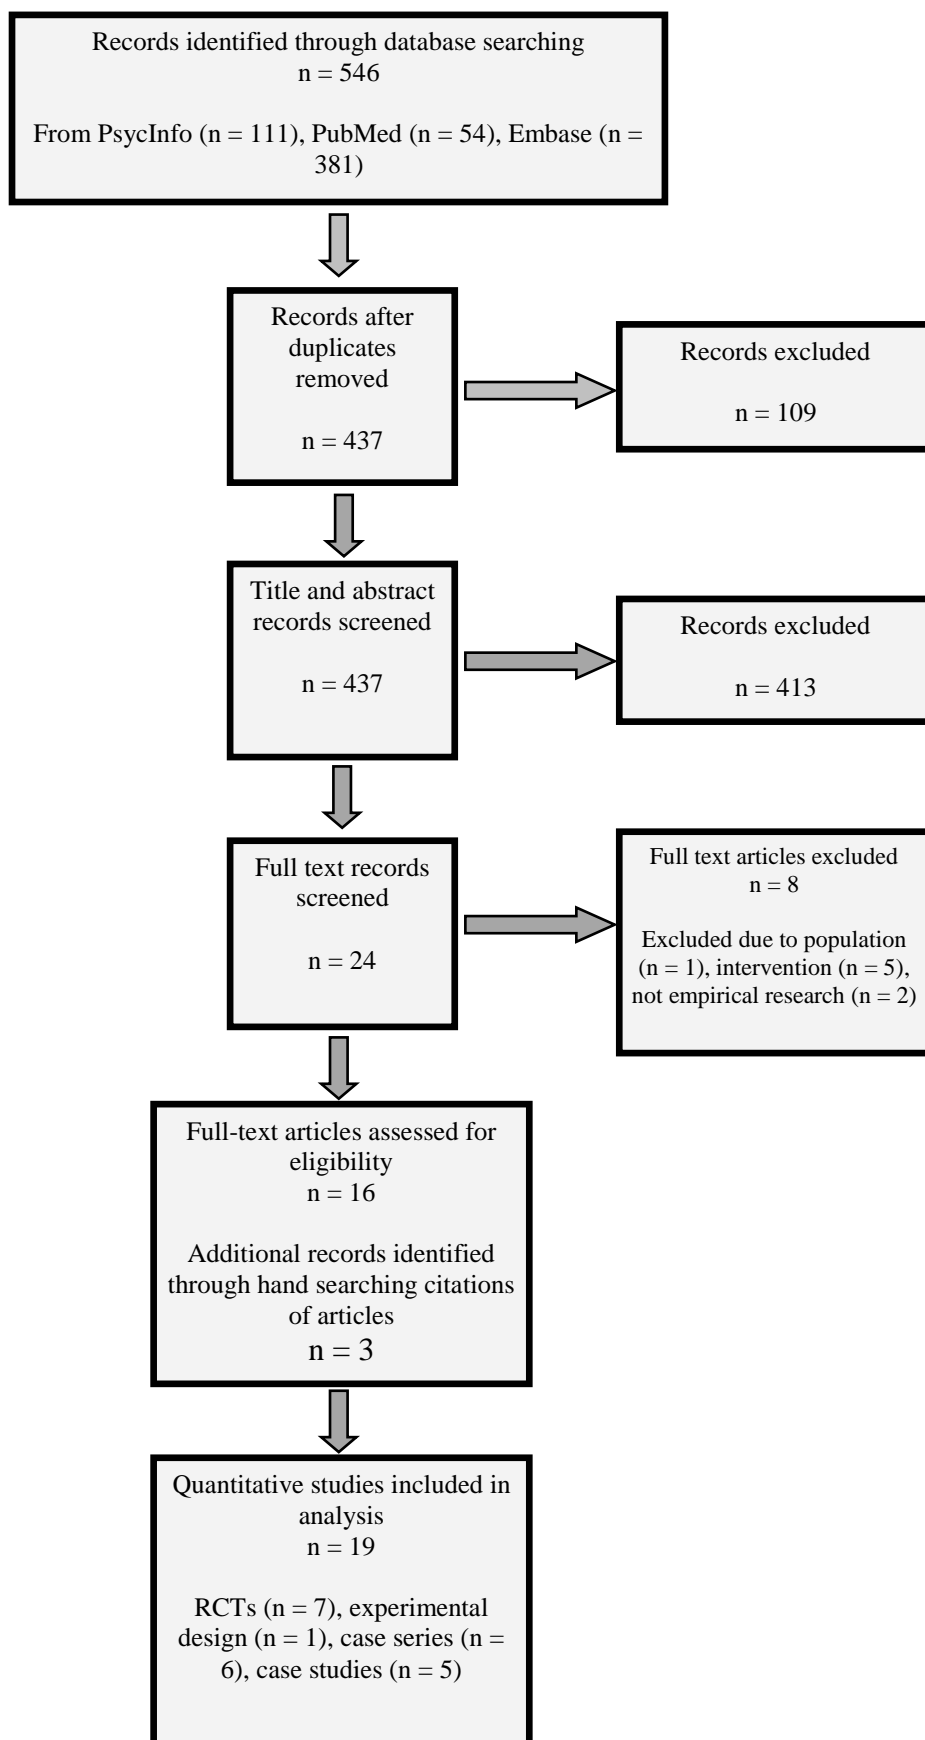 Records identified through database searching
n = 546
From PsycInfo (n = 111), PubMed (n = 54), Embase (n =
381)
Records after
duplicates
removed
n = 437
Records excluded
n = 109
Title and abstract
records screened
n = 437
Records excluded
n = 413
Full text records
screened
n = 24
Full text articles excluded
n = 8
Excluded due to population
(n = 1), intervention (n = 5),
not empirical research (n = 2)
Full-text articles assessed for
eligibility
n = 16
Additional records identified
through hand searching citations
of articles
n = 3
Quantitative studies included in
analysis
n = 19
RCTs (n = 7), experimental
design (n = 1), case series (n =
6), case studies (n = 5)